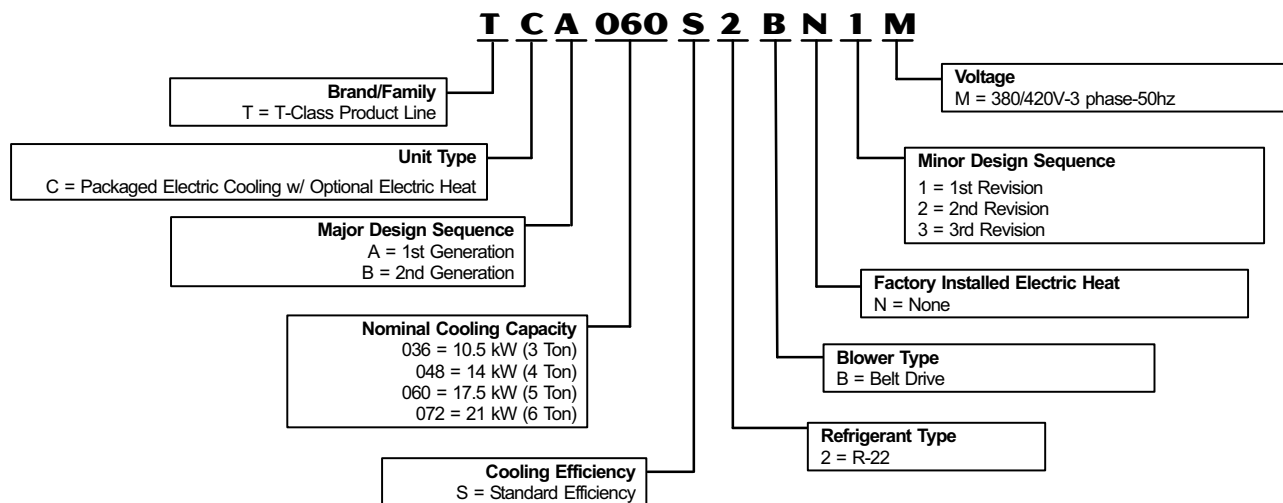 T C A 060 S 2 B N 1 M
Brand/Family
T = T-Class Product Line
Unit Type
C = Packaged Electric Cooling w/ Optional Electric Heat
Major Design Sequence
A = 1st Generation
B = 2nd Generation
Nominal Cooling Capacity
036 = 10.5 kW (3 Ton)
048 = 14 kW (4 Ton)
060 = 17.5 kW (5 Ton)
072 = 21 kW (6 Ton)
Cooling Efficiency
S = Standard Efficiency
Voltage
M = 380/420V-3 phase-50hz
Minor Design Sequence
1 = 1st Revision
2 = 2nd Revision
3 = 3rd Revision
Factory Installed Electric Heat
N = None
Blower Type
B = Belt Drive
Refrigerant Type
2 = R-22